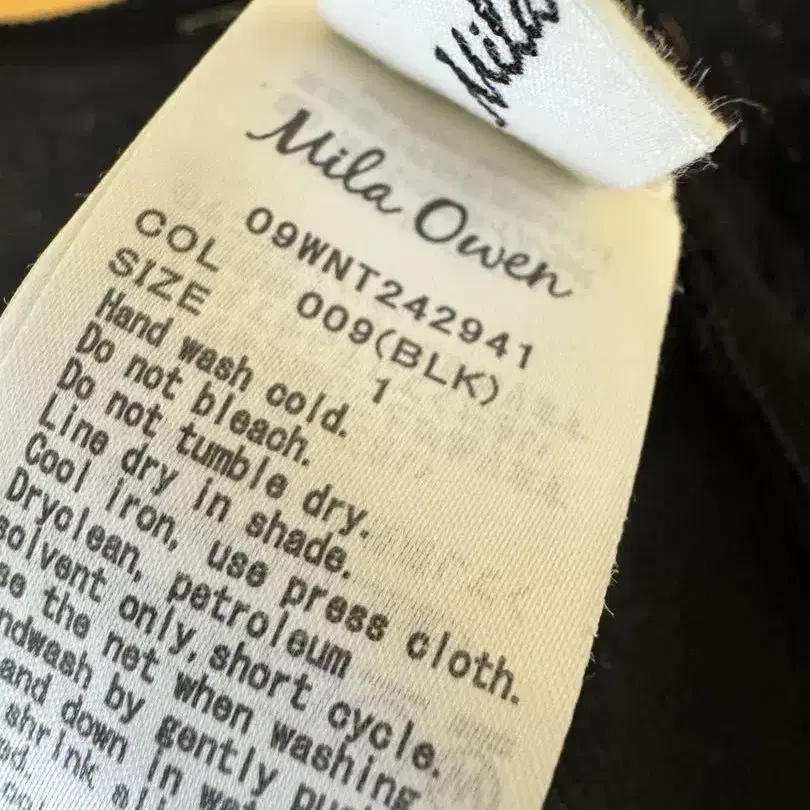 Mila
Mila Owen
09WNT242941
COL 009(BLK)
SIZE 1
Hand wash cold.
Do not bleach.
Do not tumble dry.
Line dry in shade.
Cool iron, use press cloth.
Dryclean, petroleum
solvent only, short cycle.
the net when washing
by gently
and down in
shrink